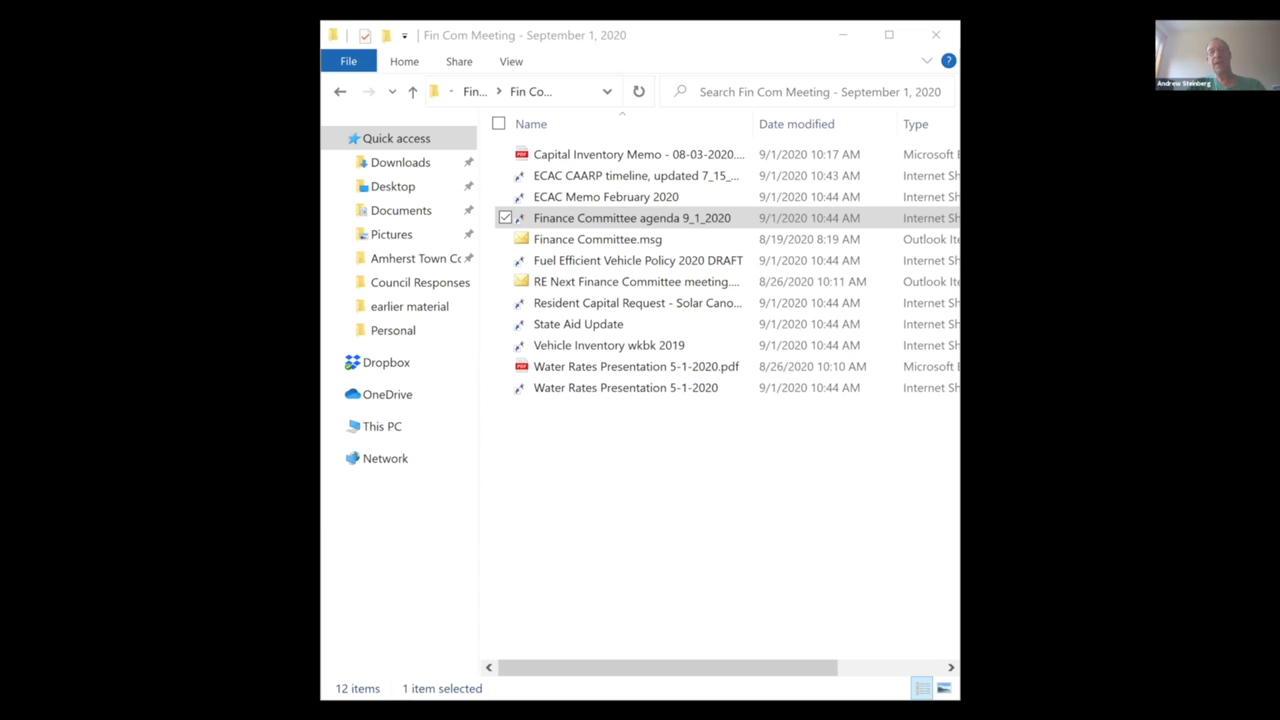 Fin Com Meeting - September 1, 2020
File Home Share View
Fin... Fin Co... Search Fin Com Meeting - September 1, 2020
Name Date modified Type
Quick access
Downloads
Desktop
Documents
Pictures
Amherst Town Co
Council Responses
earlier material
Personal
Dropbox
OneDrive
This PC
Network
Capital Inventory Memo - 08-03-2020.... 9/1/2020 10:17 AM Microsoft E
ECAC CAARP timeline, updated 7_15_... 9/1/2020 10:43 AM Internet Sh
ECAC Memo February 2020 9/1/2020 10:44 AM Internet Sh
Finance Committee agenda 9_1_2020 9/1/2020 10:44 AM Internet Sh
Finance Committee.msg 8/19/2020 8:19 AM Outlook Ite
Fuel Efficient Vehicle Policy 2020 DRAFT 9/1/2020 10:44 AM Internet Sh
RE Next Finance Committee meeting.... 8/26/2020 10:11 AM Outlook Ite
Resident Capital Request - Solar Cano... 9/1/2020 10:44 AM Internet Sh
State Aid Update 9/1/2020 10:44 AM Internet Sh
Vehicle Inventory wkbk 2019 9/1/2020 10:44 AM Internet Sh
Water Rates Presentation 5-1-2020.pdf 8/26/2020 10:10 AM Microsoft E
Water Rates Presentation 5-1-2020 9/1/2020 10:44 AM Internet Sh
12 items 1 item selected
Andrew Steinberg